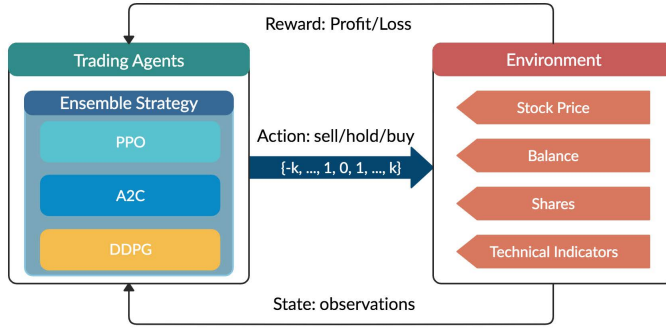 Reward: Profit/Loss
Trading Agents
Ensemble Strategy
PPO
A2C
DDPG
Action: sell/hold/buy
{-k, ..., 1, 0, 1, ..., k}
Environment
Stock Price
Balance
Shares
Technical Indicators
State: observations